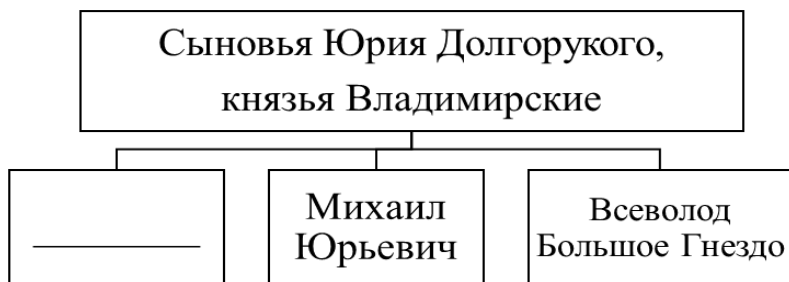 Сыновья Юрия Долгорукого,
князья Владимирские
Михаил
Юрьевич
Всеволод
Большое Гнездо